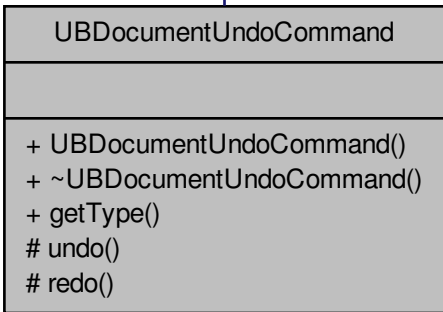 UBDocumentUndoCommand
+ UBDocumentUndoCommand()
+ ~UBDocumentUndoCommand()
+ getType()
# undo()
# redo()